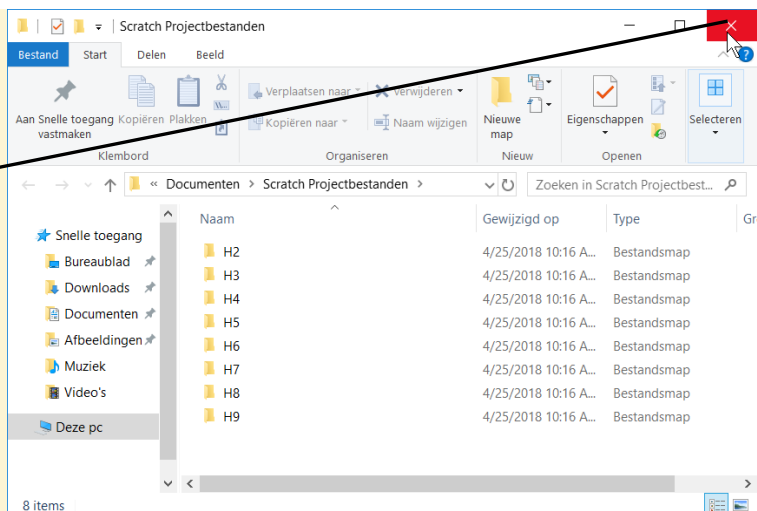 Scratch Projectbestanden
Bestand Start Delen Beeld
Aan Snelle toegang vastmaken
Kopiëren
Plakken
Klembord
Verplaatsen naar
Kopiëren naar
Verwijderen
Naam wijzigen
Organiseren
Nieuwe map
Nieuw
Eigenschappen
Openen
Selecteren
« Documenten > Scratch Projectbestanden >
Zoeken in Scratch Projectbest...
Snelle toegang
Bureaublad
Downloads
Documenten
Afbeeldingen
Muziek
Video's
Deze pc
Naam Gewijzigd op Type Gr
H2 4/25/2018 10:16 A... Bestandsmap
H3 4/25/2018 10:16 A... Bestandsmap
H4 4/25/2018 10:16 A... Bestandsmap
H5 4/25/2018 10:16 A... Bestandsmap
H6 4/25/2018 10:16 A... Bestandsmap
H7 4/25/2018 10:16 A... Bestandsmap
H8 4/25/2018 10:16 A... Bestandsmap
H9 4/25/2018 10:16 A... Bestandsmap
8 items